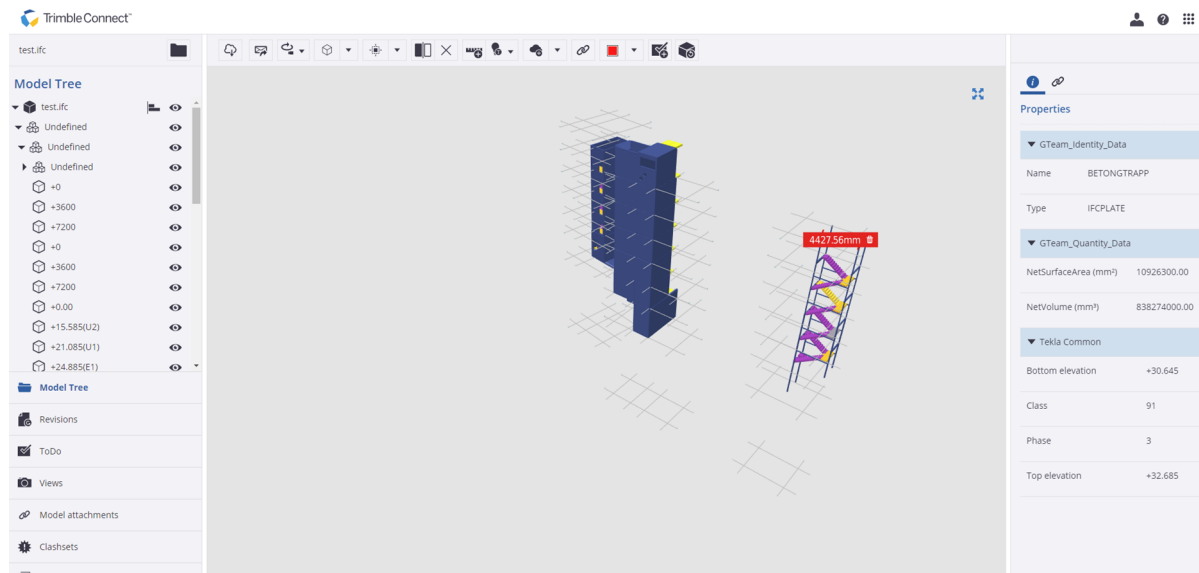 Trimble Connect™
test.ifc
Model Tree
test.ifc
Undefined
Undefined
Undefined
+0
+3600
+7200
+0
+3600
+7200
+0.00
+15.585(U2)
+21.085(U1)
+24.885(E1)
Model Tree
Revisions
ToDo
Views
Model attachments
Clashsets
4427.56mm
Properties
GTeam_Identity_Data
Name BETONGTRAPP
Type IFCPLATE
GTeam_Quantity_Data
NetSurfaceArea (mm²) 10926300.00
NetVolume (mm³) 838274000.00
Tekla Common
Bottom elevation +30.645
Class 91
Phase 3
Top elevation +32.685